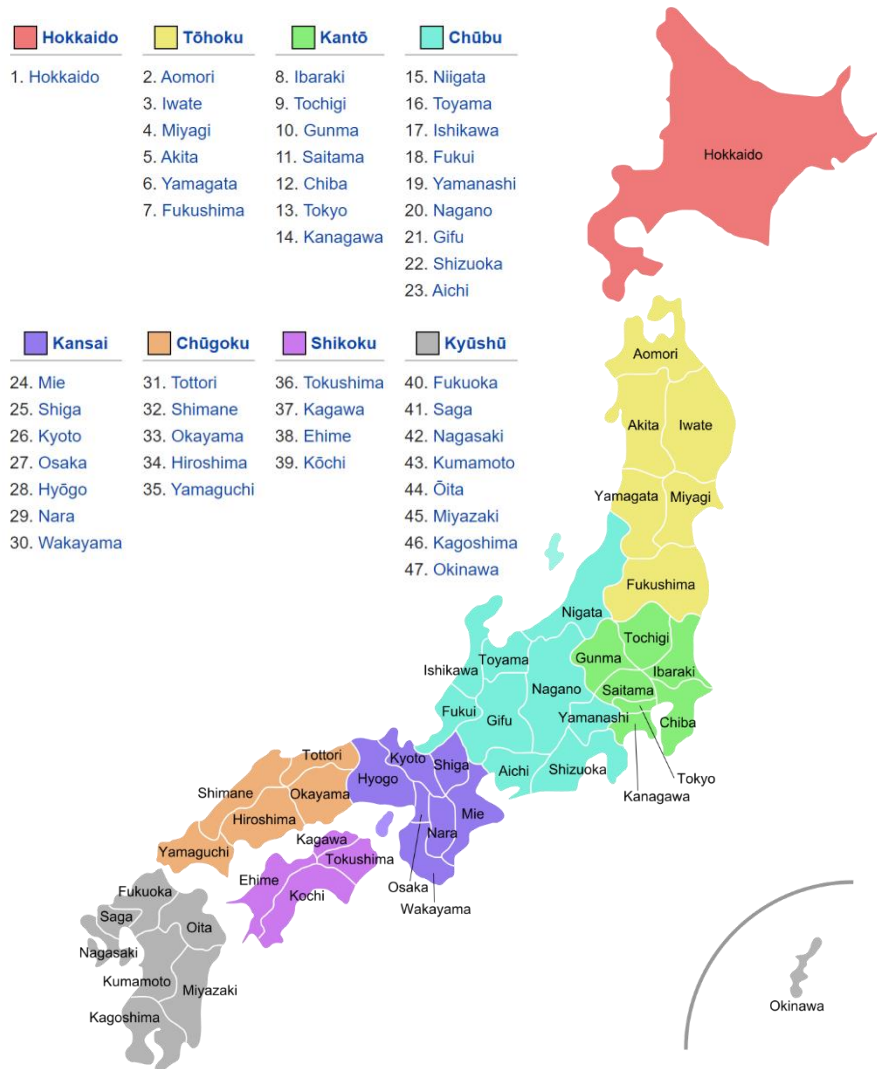 Hokkaido
1. Hokkaido
Tōhoku
2. Aomori
3. Iwate
4. Miyagi
5. Akita
6. Yamagata
7. Fukushima
Kantō
8. Ibaraki
9. Tochigi
10. Gunma
11. Saitama
12. Chiba
13. Tokyo
14. Kanagawa
Chūbu
15. Niigata
16. Toyama
17. Ishikawa
18. Fukui
19. Yamanashi
20. Nagano
21. Gifu
22. Shizuoka
23. Aichi
Kansai
24. Mie
25. Shiga
26. Kyoto
27. Osaka
28. Hyōgo
29. Nara
30. Wakayama
Chūgoku
31. Tottori
32. Shimane
33. Okayama
34. Hiroshima
35. Yamaguchi
Shikoku
36. Tokushima
37. Kagawa
38. Ehime
39. Kōchi
Kyūshū
40. Fukuoka
41. Saga
42. Nagasaki
43. Kumamoto
44. Ōita
45. Miyazaki
46. Kagoshima
47. Okinawa
Hokkaido
Aomori
Akita
Iwate
Yamagata
Miyagi
Fukushima
Nigata
Tochigi
Gunma
Ibaraki
Toyama
Ishikawa
Nagano
Saitama
Fukui
Gifu
Yamanashi
Chiba
Aichi
Shizuoka
Tokyo
Kanagawa
Kyoto
Shiga
Hyogo
Mie
Nara
Osaka
Wakayama
Tottori
Shimane
Okayama
Hiroshima
Yamaguchi
Kagawa
Tokushima
Ehime
Kochi
Fukuoka
Saga
Oita
Nagasaki
Kumamoto
Miyazaki
Kagoshima
Okinawa